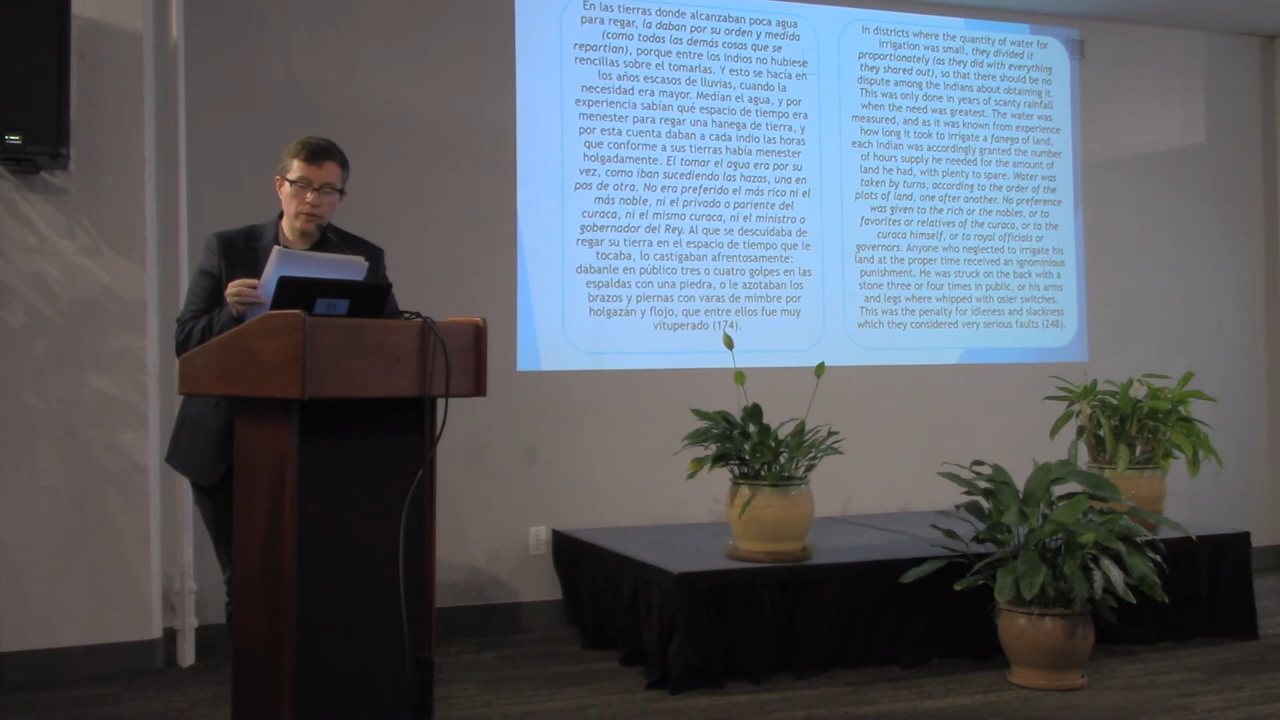 En las tierras donde alcanzaban poca agua
para regar, la daban por su orden y medida
(como todas las demás cosas que se
repartían), porque entre los indios no hubiese
rencillas sobre el tomarlas. Y esto se hacía en
los años escasos de lluvias, cuando la
necesidad era mayor. Medían el agua, y por
experiencia sabían qué espacio de tiempo era
menester para regar una hanega de tierra, y
por esta cuenta daban a cada indio las horas
que conforme a sus tierras había menester
holgadamente. El tomar el agua era por su
vez, como iban sucediendo las hazas, una en
pos de otra. No era preferido el más rico ni el
más noble, ni el privado o pariente del
curaca, ni el mismo curaca, ni el ministro o
gobernador del Rey. Al que se descuidaba de
regar su tierra en el espacio de tiempo que le
tocaba, lo castigaban afrentosamente:
dábanle en público tres o cuatro golpes en las
espaldas con una piedra, o le azotaban los
brazos y piernas con varas de mimbre por
holgazán y flojo, que entre ellos fue muy
vituperado (174).
In districts where the quantity of water for
irrigation was small, they divided it
proportionately (as they did with everything
they shared out), so that there should be no
dispute among the Indians about obtaining it.
This was only done in years of scanty rainfall
when the need was greatest. The water was
measured, and as it was known from experience
how long it took to irrigate a fanega of land,
each Indian was accordingly granted the number
of hours supply he needed for the amount of
land he had, with plenty to spare. Water was
taken by turns, according to the order of the
plots of land, one after another. No preference
was given to the rich or the nobles, or to
favorites or relatives of the curaca, or to the
curaca himself, or to royal officials or
governors. Anyone who neglected to irrigate his
land at the proper time received an ignominious
punishment. He was struck on the back with a
stone three or four times in public, or his arms
and legs where whipped with osier switches.
This was the penalty for idleness and slackness
which they considered very serious faults (248).